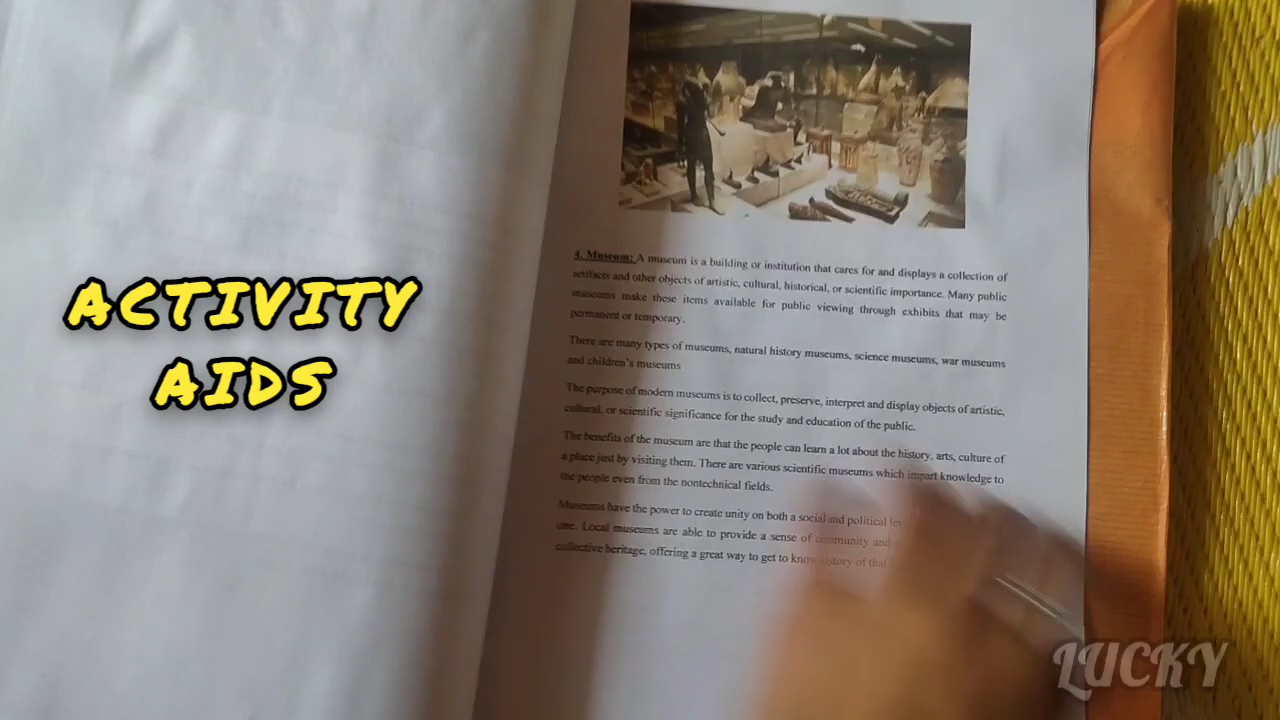 ACTIVITY
AIDS
4. Museum: A museum is a building or institution that cares for and displays a collection of
artifacts and other objects of artistic, cultural, historical, or scientific importance. Many public
museums make these items available for public viewing through exhibits that may be
permanent or temporary.
There are many types of museums, natural history museums, science museums, war museums
and children's museums
The purpose of modern museums is to collect, preserve, interpret and display objects of artistic,
cultural, or scientific significance for the study and education of the public.
The benefits of the museum are that the people can learn a lot about the history, arts, culture of
a place just by visiting them. There are various scientific museums which impart knowledge to
the people even from the nontechnical fields.
Museums have the power to create unity on both a social and political
one. Local museums are able to provide a sense of community and
collective heritage, offering a great way to get to know history of that
LUCKY